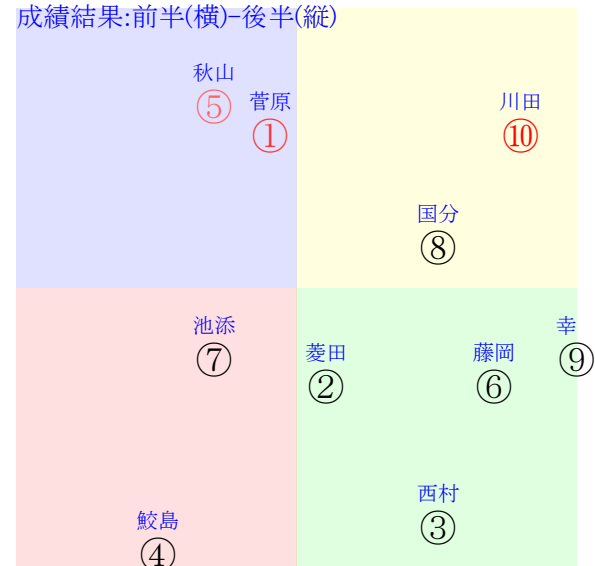 成績結果:前半(横)-後半(縦)
秋山
⑤
菅原
①
川田
⑩
国分
⑧
池添
⑦
菱田
②
藤岡
⑥
幸
⑨
西村
③
鮫島
④